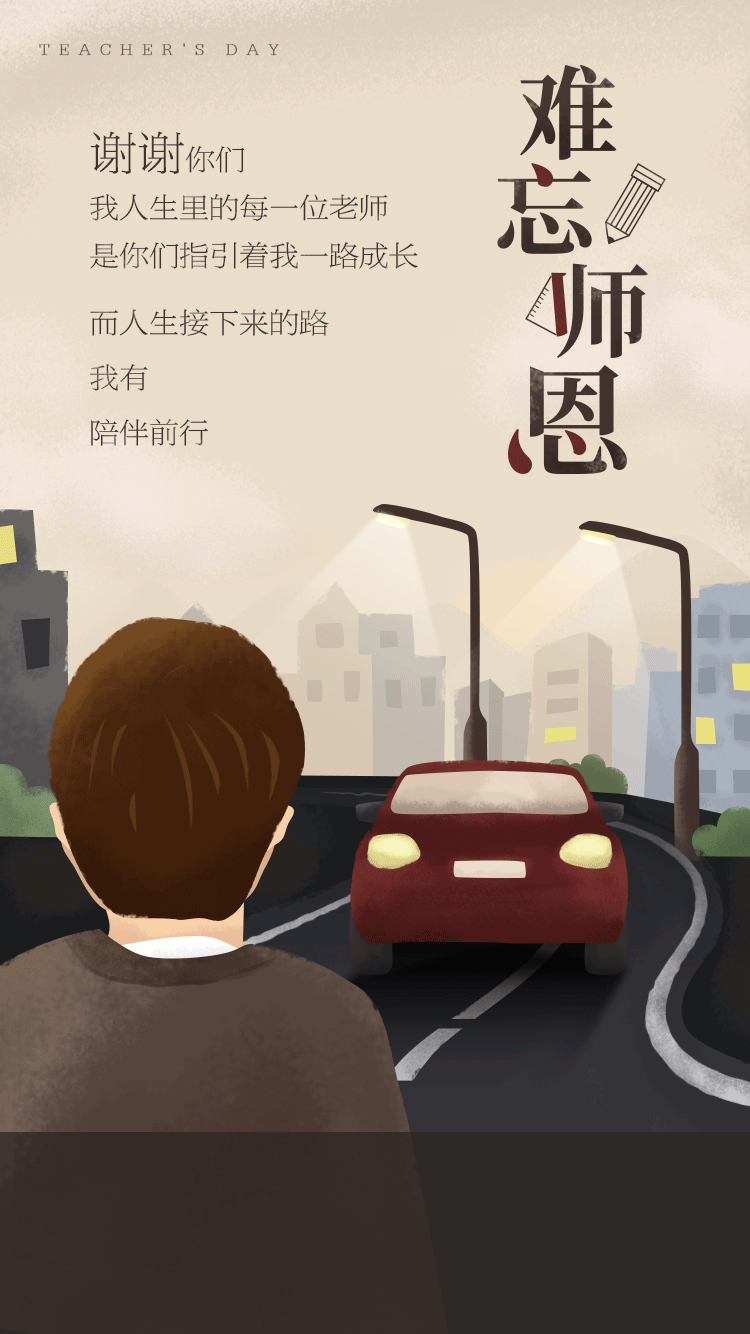 TEACHER'S DAY
难忘师恩
谢谢你们
我人生里的每一位老师
是你们指引着我一路成长
而人生接下来的路
我有
陪伴前行